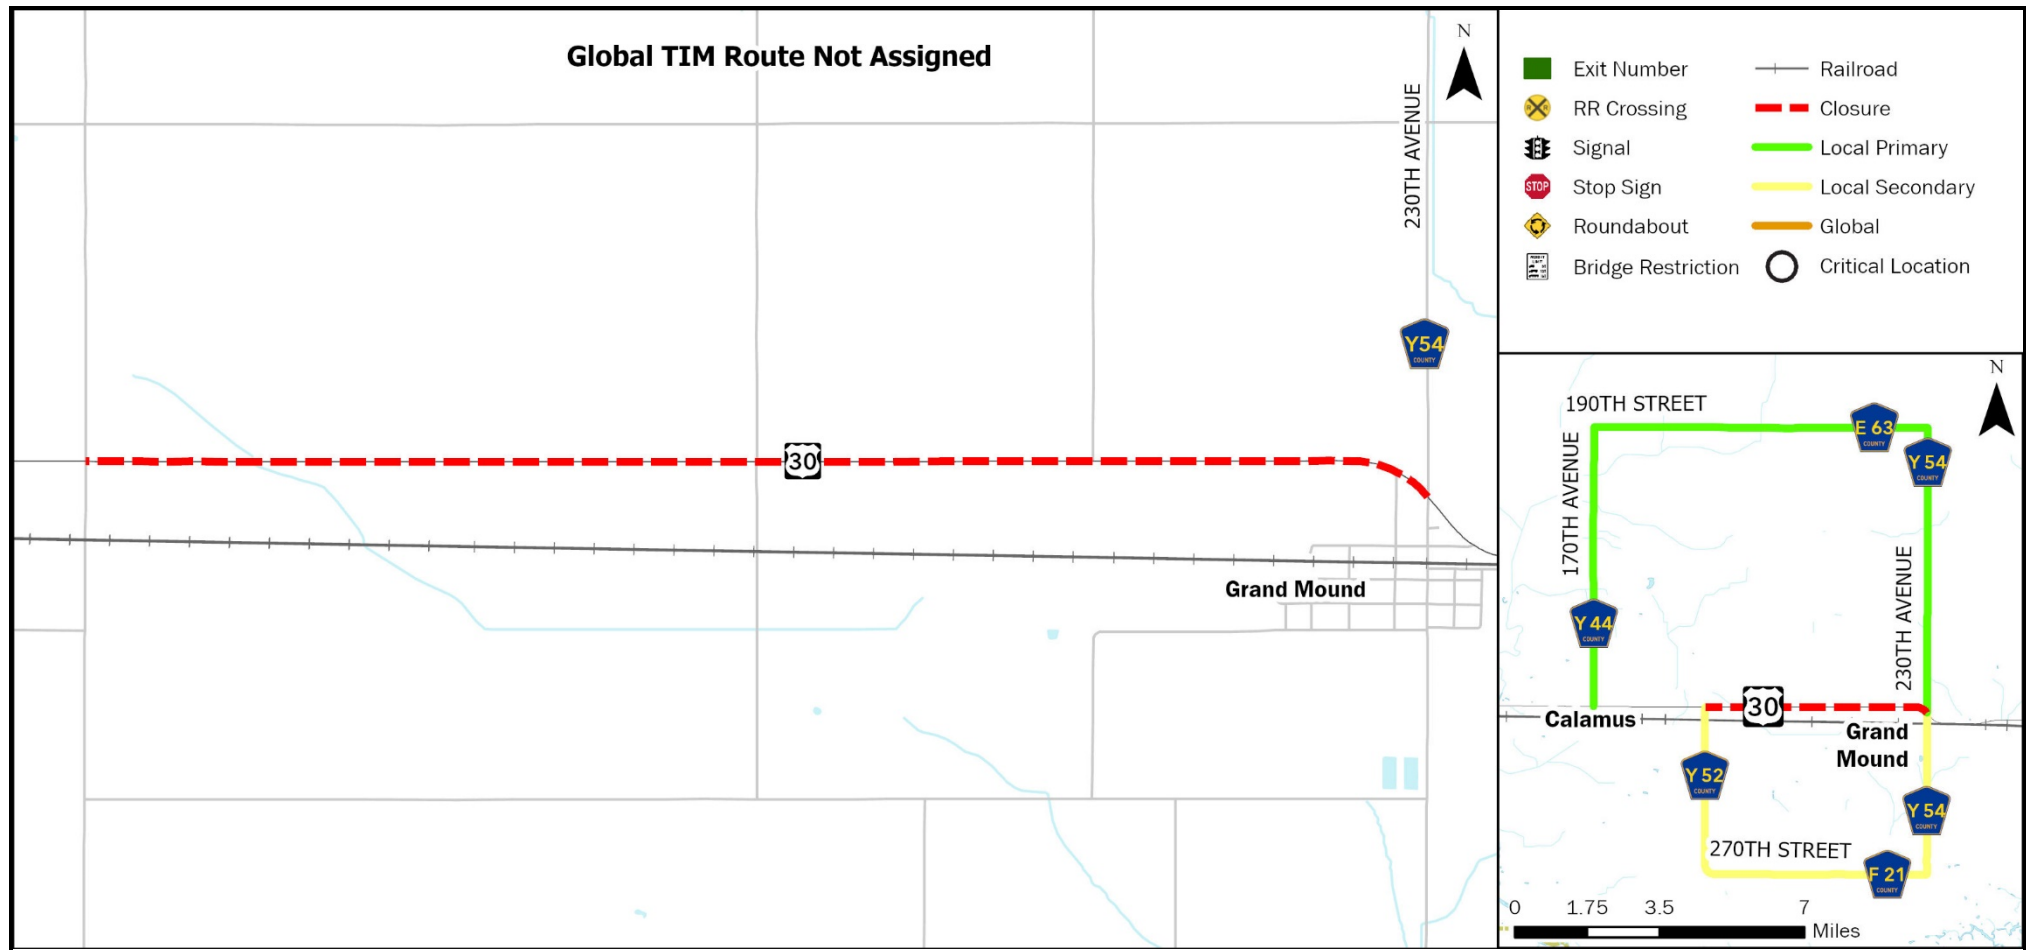 Global TIM Route Not Assigned
N
230TH AVENUE
Y54
COUNTY
30
Grand Mound
Exit Number
RR Crossing
Signal
STOP
Stop Sign
Roundabout
Bridge Restriction
Railroad
Closure
Local Primary
Local Secondary
Global
Critical Location
N
190TH STREET
E 63
COUNTY
Y 54
COUNTY
170TH AVENUE
230TH AVENUE
Y 44
COUNTY
30
Calamus
Grand
Mound
Y 52
COUNTY
Y 54
COUNTY
270TH STREET
F 21
COUNTY
0 1.75 3.5 7
Miles